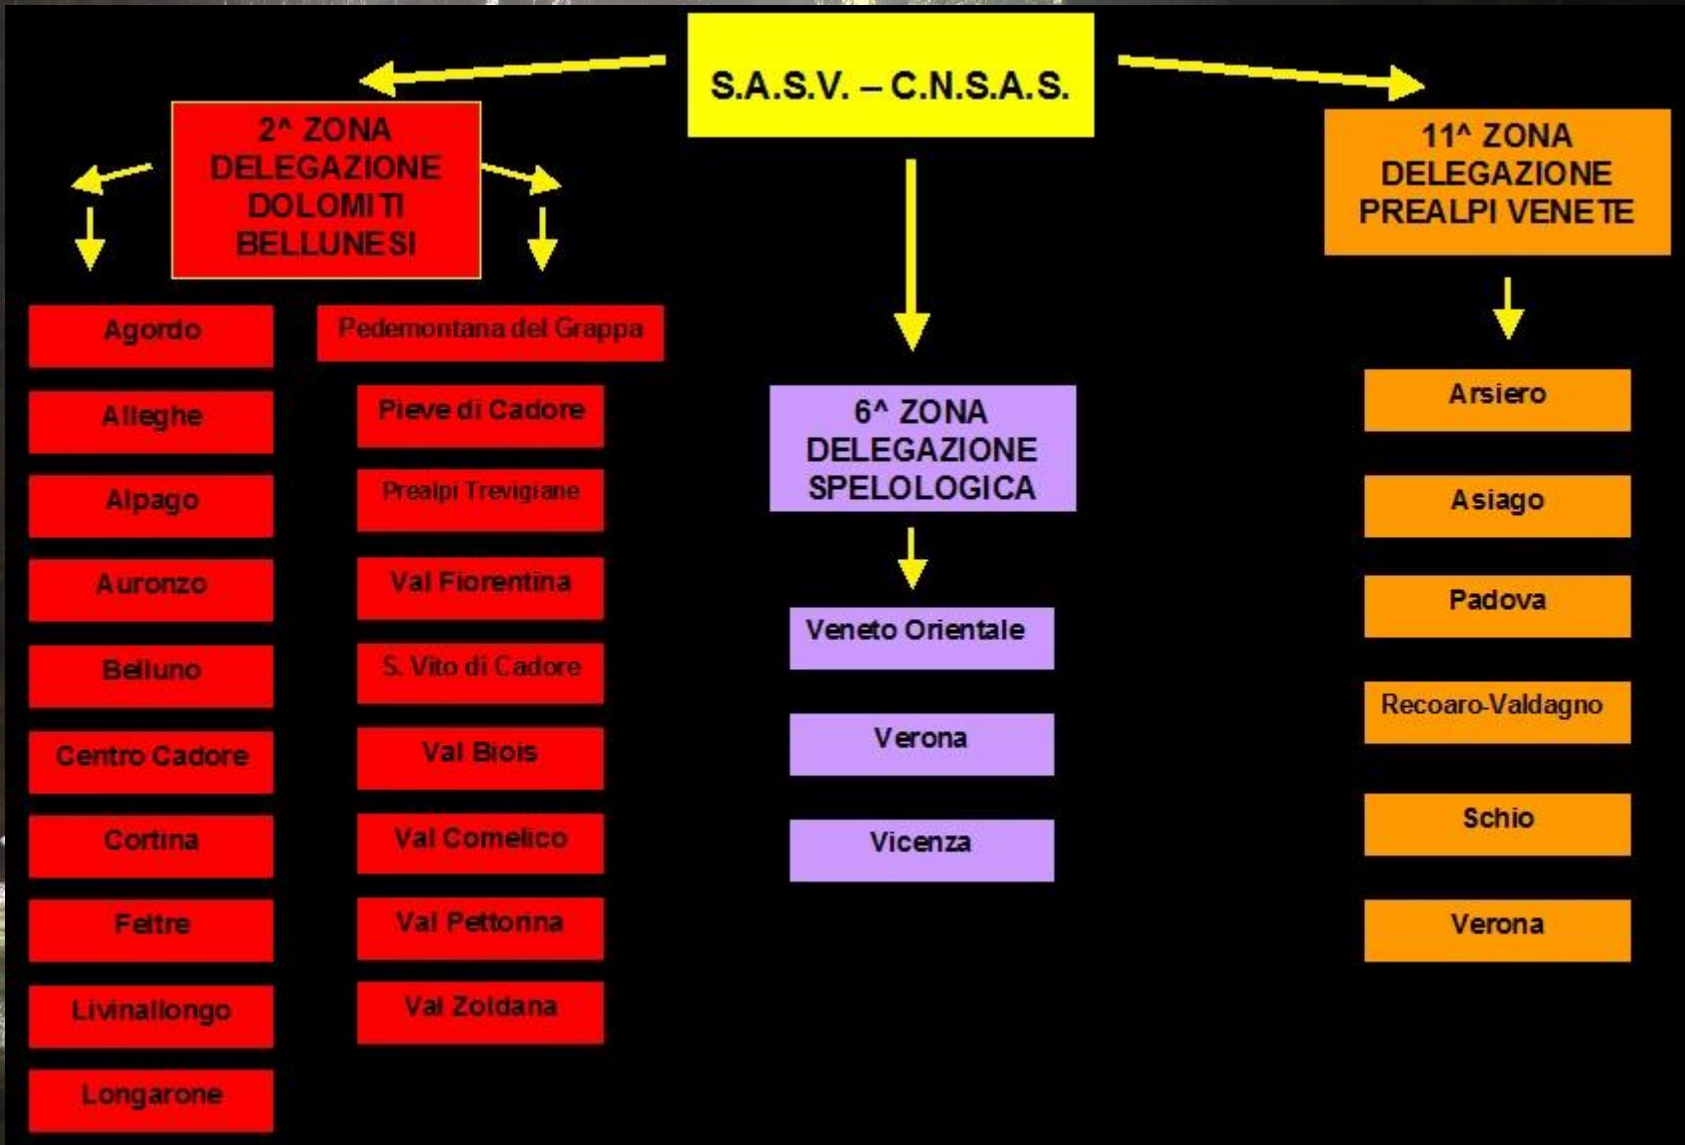 S.A.S.V. – C.N.S.A.S.
2^ ZONA
DELEGAZIONE
DOLOMITI
BELLUNESI
Agordo
Alleghe
Alpago
Auronzo
Belluno
Centro Cadore
Cortina
Feltre
Livinallongo
Longarone
Pedemontana del Grappa
Pieve di Cadore
Prealpi Trevigiane
Val Fiorentina
S. Vito di Cadore
Val Biois
Val Comelico
Val Pettorina
Val Zoldana
6^ ZONA
DELEGAZIONE
SPELOLOGICA
Veneto Orientale
Verona
Vicenza
11^ ZONA
DELEGAZIONE
PREALPI VENETE
Arsiero
Asiago
Padova
Recoaro-Valdagno
Schio
Verona